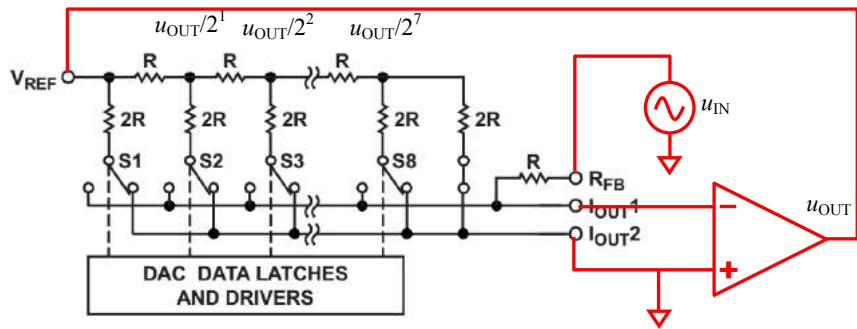 u_OUT/2^1 u_OUT/2^2 u_OUT/2^7
V_REF R R R
2R 2R 2R 2R 2R
u_IN
S1 S2 S3 S8
R R_FB
I_OUT1 − u_OUT
I_OUT2 +
DAC DATA LATCHES
AND DRIVERS